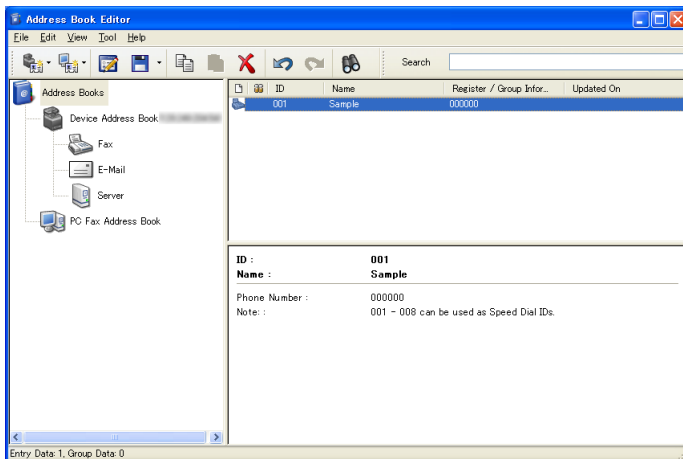 Address Book Editor
File Edit View Tool Help
Search
Address Books
Device Address Book
Fax
E-Mail
Server
PC Fax Address Book
ID Name Register / Group Infor... Updated On
001 Sample 000000
ID : 001
Name : Sample
Phone Number : 000000
Note: : 001 - 008 can be used as Speed Dial IDs.
Entry Data: 1, Group Data: 0